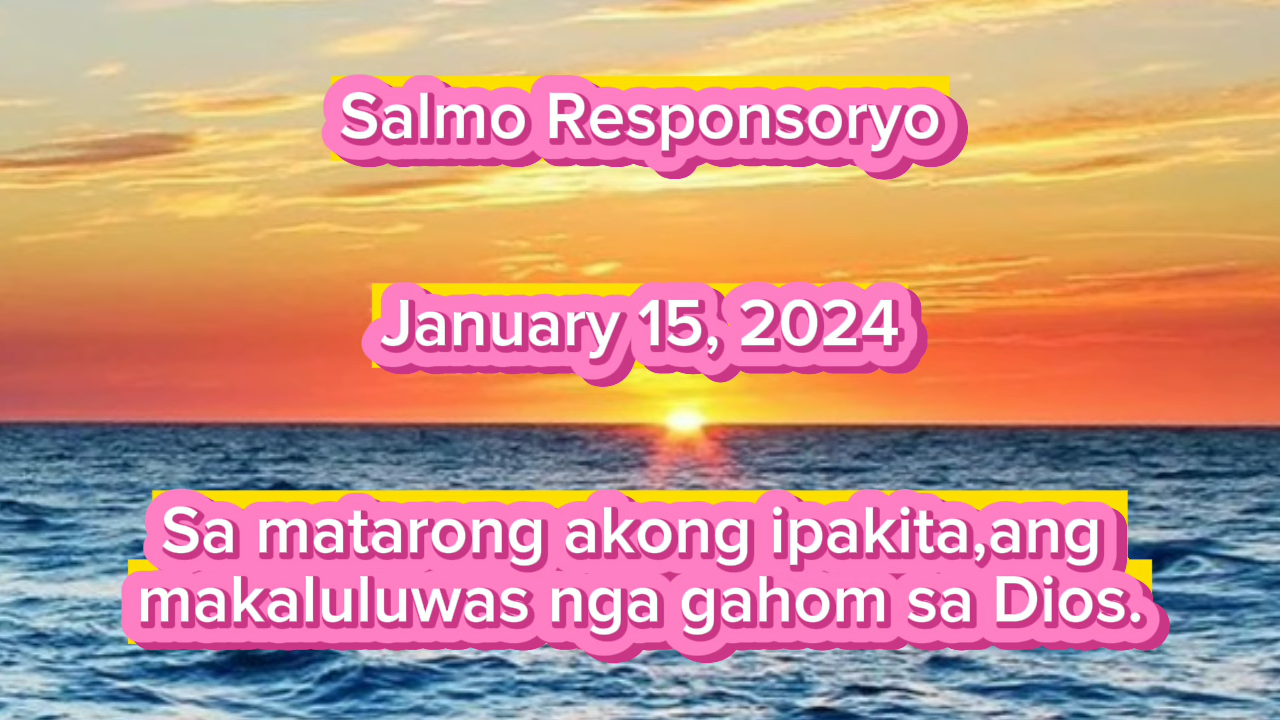 Salmo Responsoryo
January 15, 2024
Sa matarong akong ipakita,ang
makaluluwas nga gahom sa Dios.